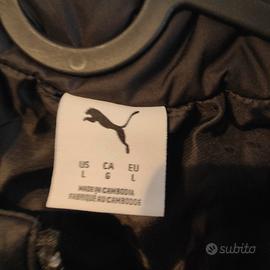 US CA EU
L G L
MADE IN CAMBODIA
FABRIQUÉ AU CAMBODGE
subito